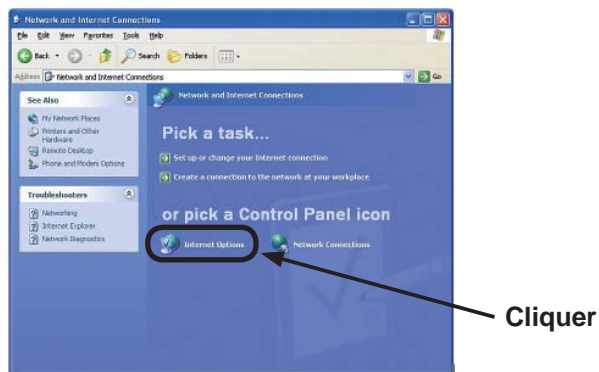 Network and Internet Connections
File Edit View Favorites Tools Help
Back Search Folders
Address Network and Internet Connections Go
See Also
My Network Places
Printers and Other
Hardware
Remote Desktop
Phone and Modem Options
Troubleshooters
Networking
Internet Explorer
Network Diagnostics
Network and Internet Connections
Pick a task...
Set up or change your Internet connection
Create a connection to the network at your workplace
or pick a Control Panel icon
Internet Options Network Connections
Cliquer